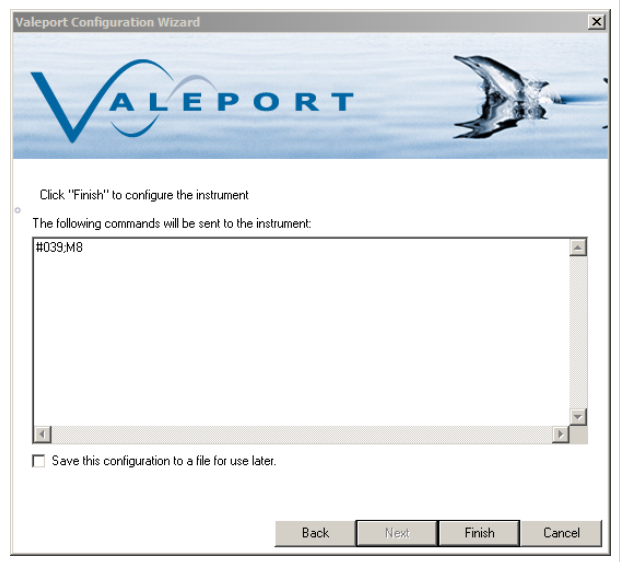 Valeport Configuration Wizard
VALEPORT
Click "Finish" to configure the instrument
The following commands will be sent to the instrument:
#039;M8
Save this configuration to a file for use later.
Back Next Finish Cancel